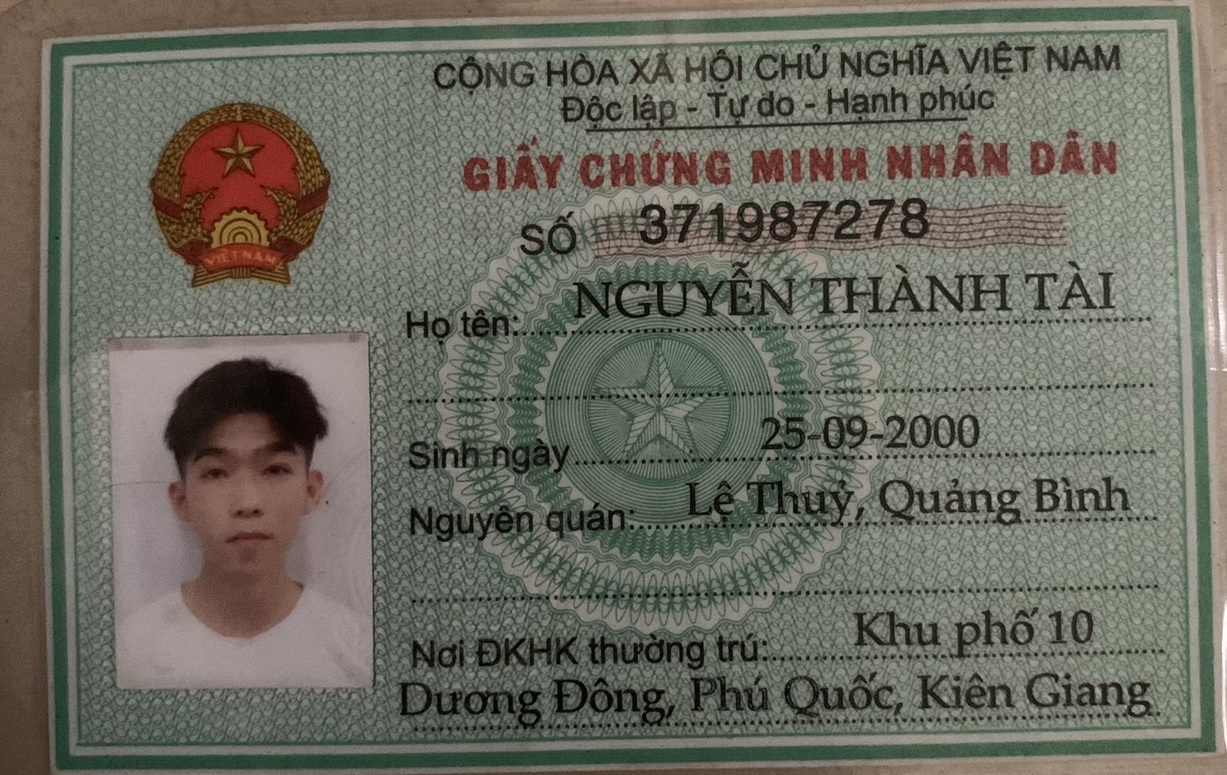 CỘNG HÒA XÃ HỘI CHỦ NGHĨA VIỆT NAM
Độc lập - Tự do - Hạnh phúc
GIẤY CHỨNG MINH NHÂN DÂN
SỐ 371987278
Họ tên: NGUYỄN THÀNH TÀI
Sinh ngày 25-09-2000
Nguyên quán: Lệ Thuỷ, Quảng Bình
Nơi ĐKHK thường trú: Khu phố 10
Dương Đông, Phú Quốc, Kiên Giang
VIETNAM